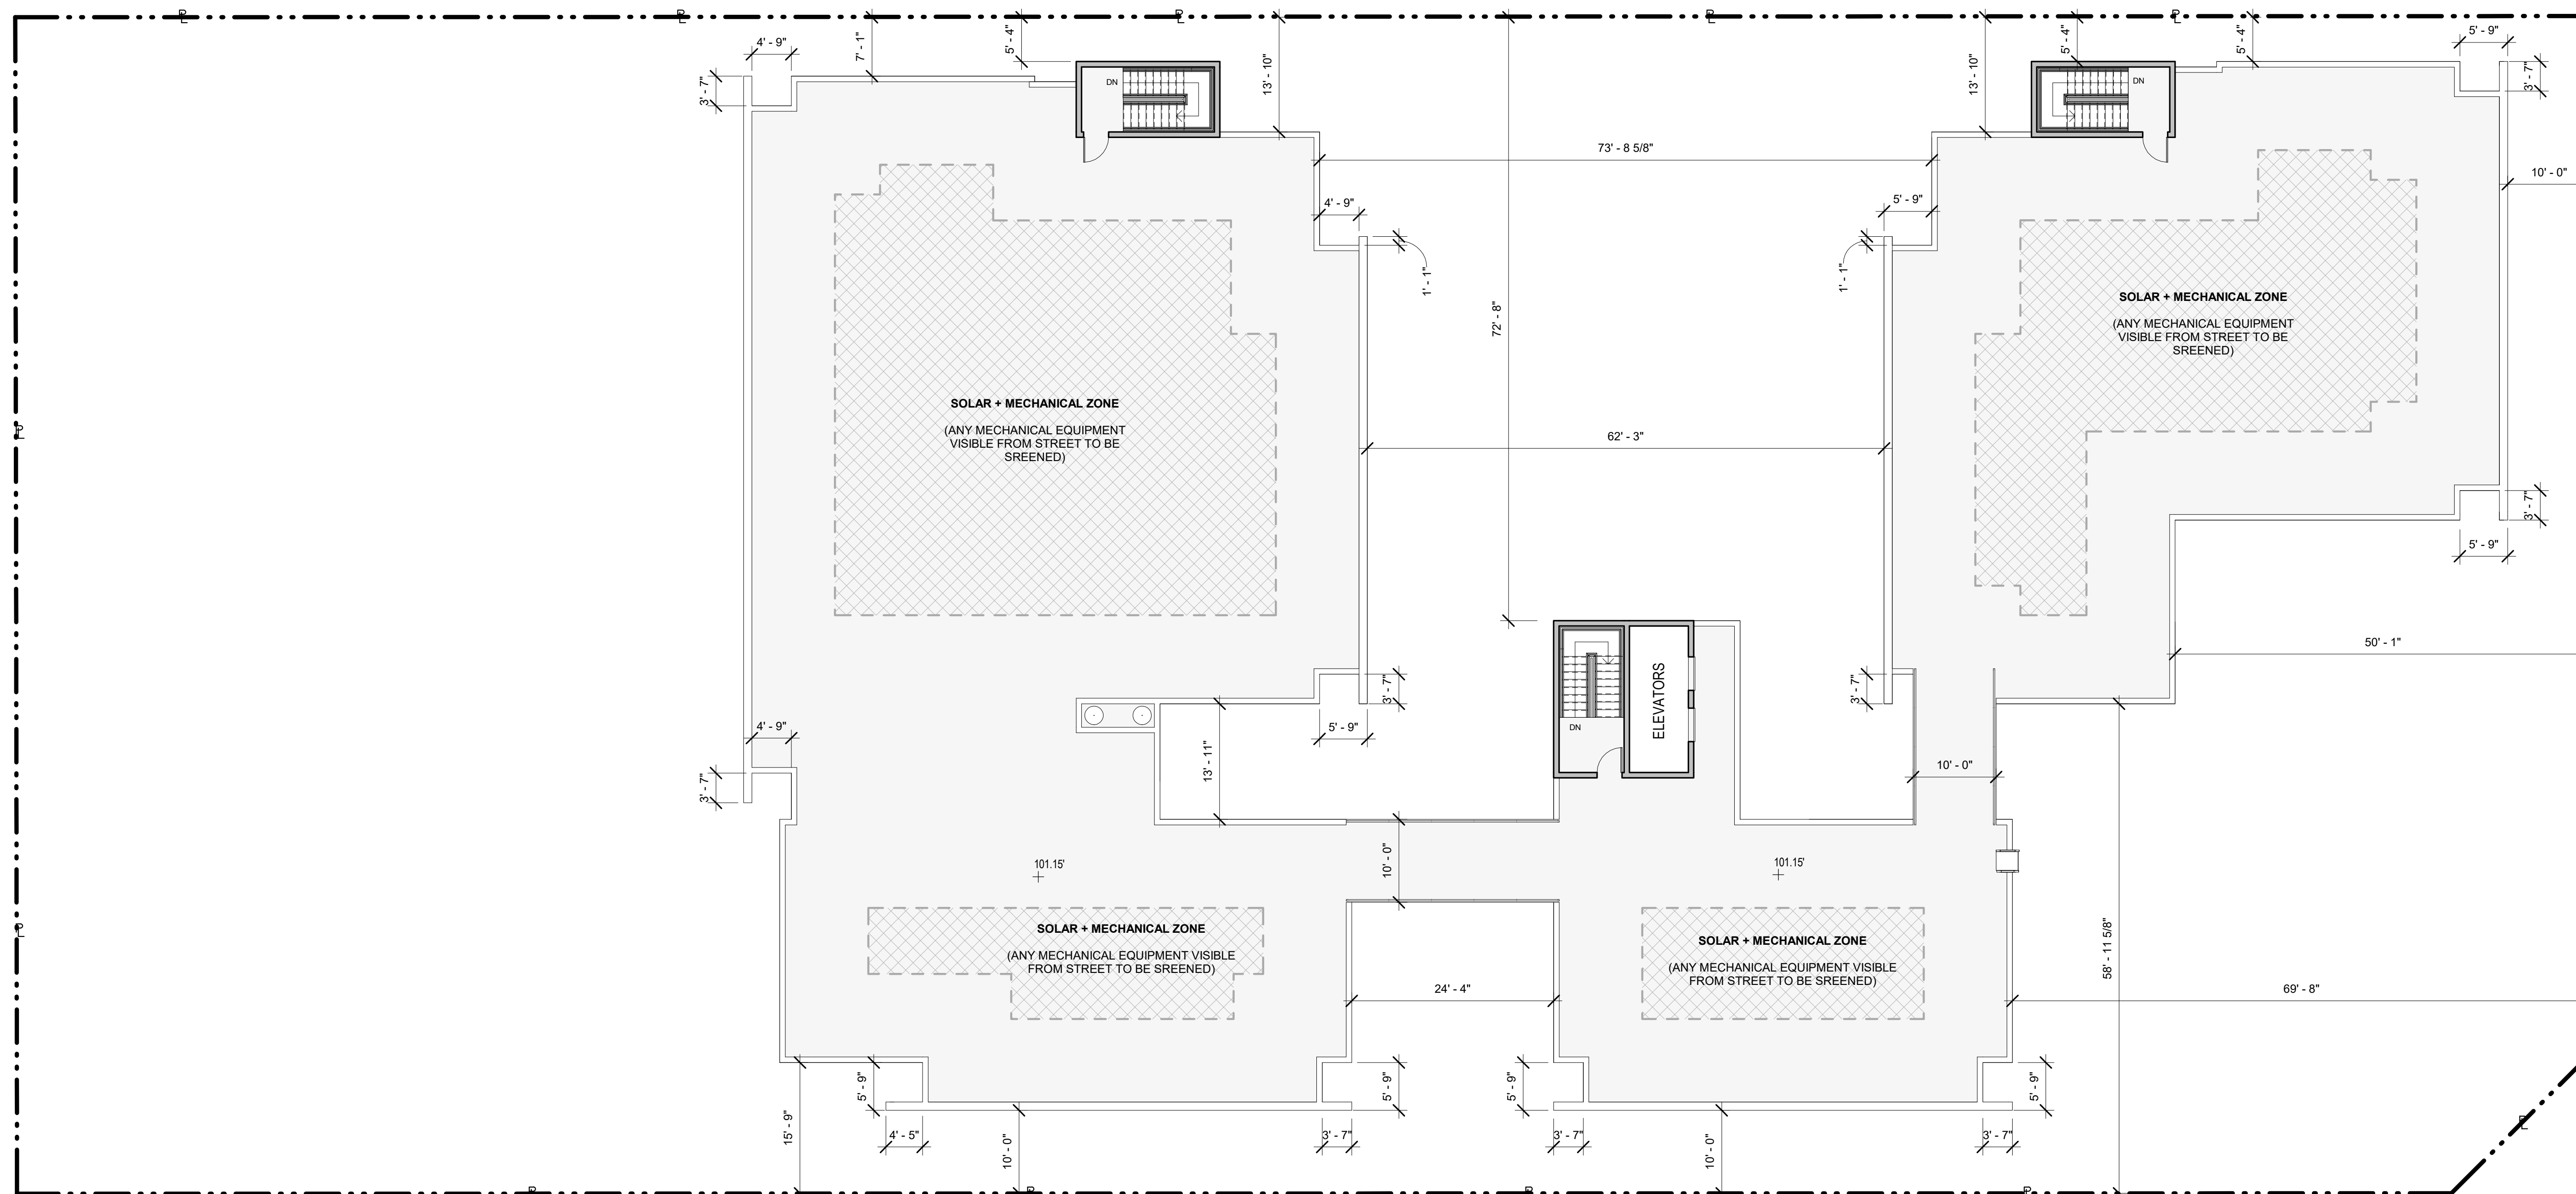 4' - 9"
7' - 1"
5' - 4"
13' - 10"
13' - 10"
5' - 4"
5' - 4"
5' - 9"
3' - 7"
DN
DN
3' - 7"
73' - 8 5/8"
10' - 0"
4' - 9"
5' - 9"
1' - 1"
1' - 1"
72' - 8"
SOLAR + MECHANICAL ZONE
(ANY MECHANICAL EQUIPMENT
VISIBLE FROM STREET TO BE
SREENED)
SOLAR + MECHANICAL ZONE
(ANY MECHANICAL EQUIPMENT
VISIBLE FROM STREET TO BE
SREENED)
62' - 3"
3' - 7"
5' - 9"
50' - 1"
ELEVATORS
DN
3' - 7"
3' - 7"
4' - 9"
5' - 9"
13' - 11"
10' - 0"
3' - 7"
101.15'
101.15'
10' - 0"
SOLAR + MECHANICAL ZONE
(ANY MECHANICAL EQUIPMENT VISIBLE
FROM STREET TO BE SREENED)
SOLAR + MECHANICAL ZONE
(ANY MECHANICAL EQUIPMENT VISIBLE
FROM STREET TO BE SREENED)
58' - 11 5/8"
24' - 4"
69' - 8"
5' - 9"
5' - 9"
5' - 9"
5' - 9"
15' - 9"
4' - 5"
10' - 0"
3' - 7"
3' - 7"
10' - 0"
3' - 7"